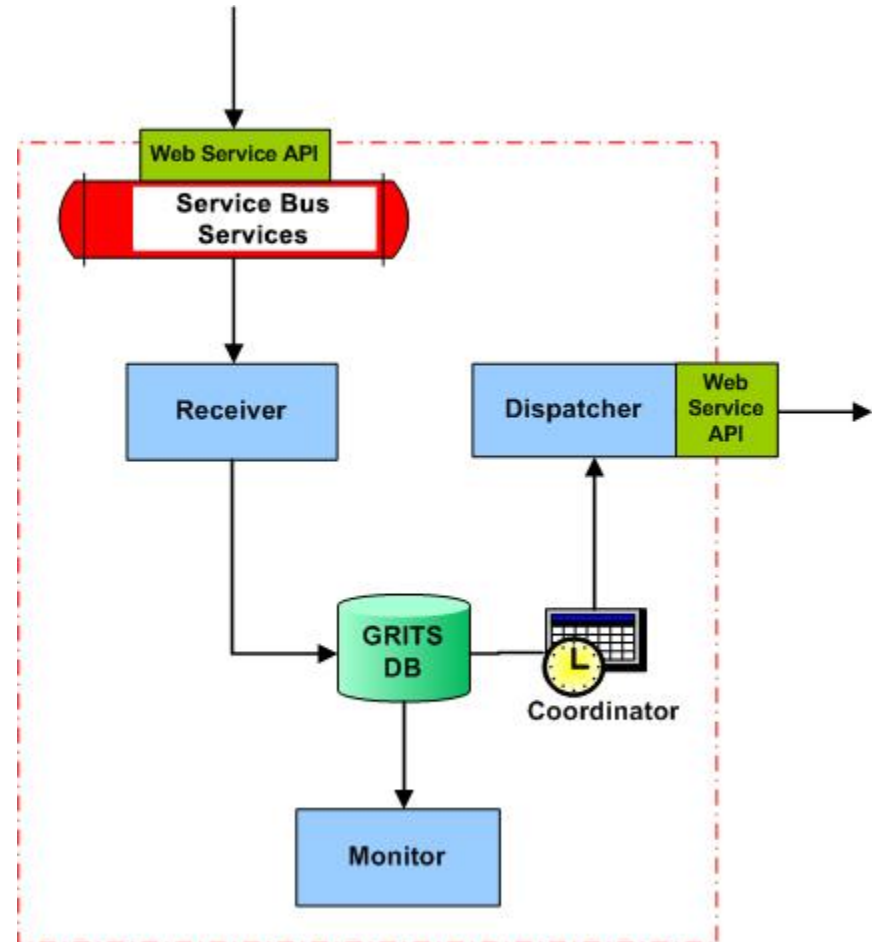 Web Service API
Service Bus
Services
Receiver
Dispatcher
Web
Service
API
GRITS
DB
Coordinator
Monitor